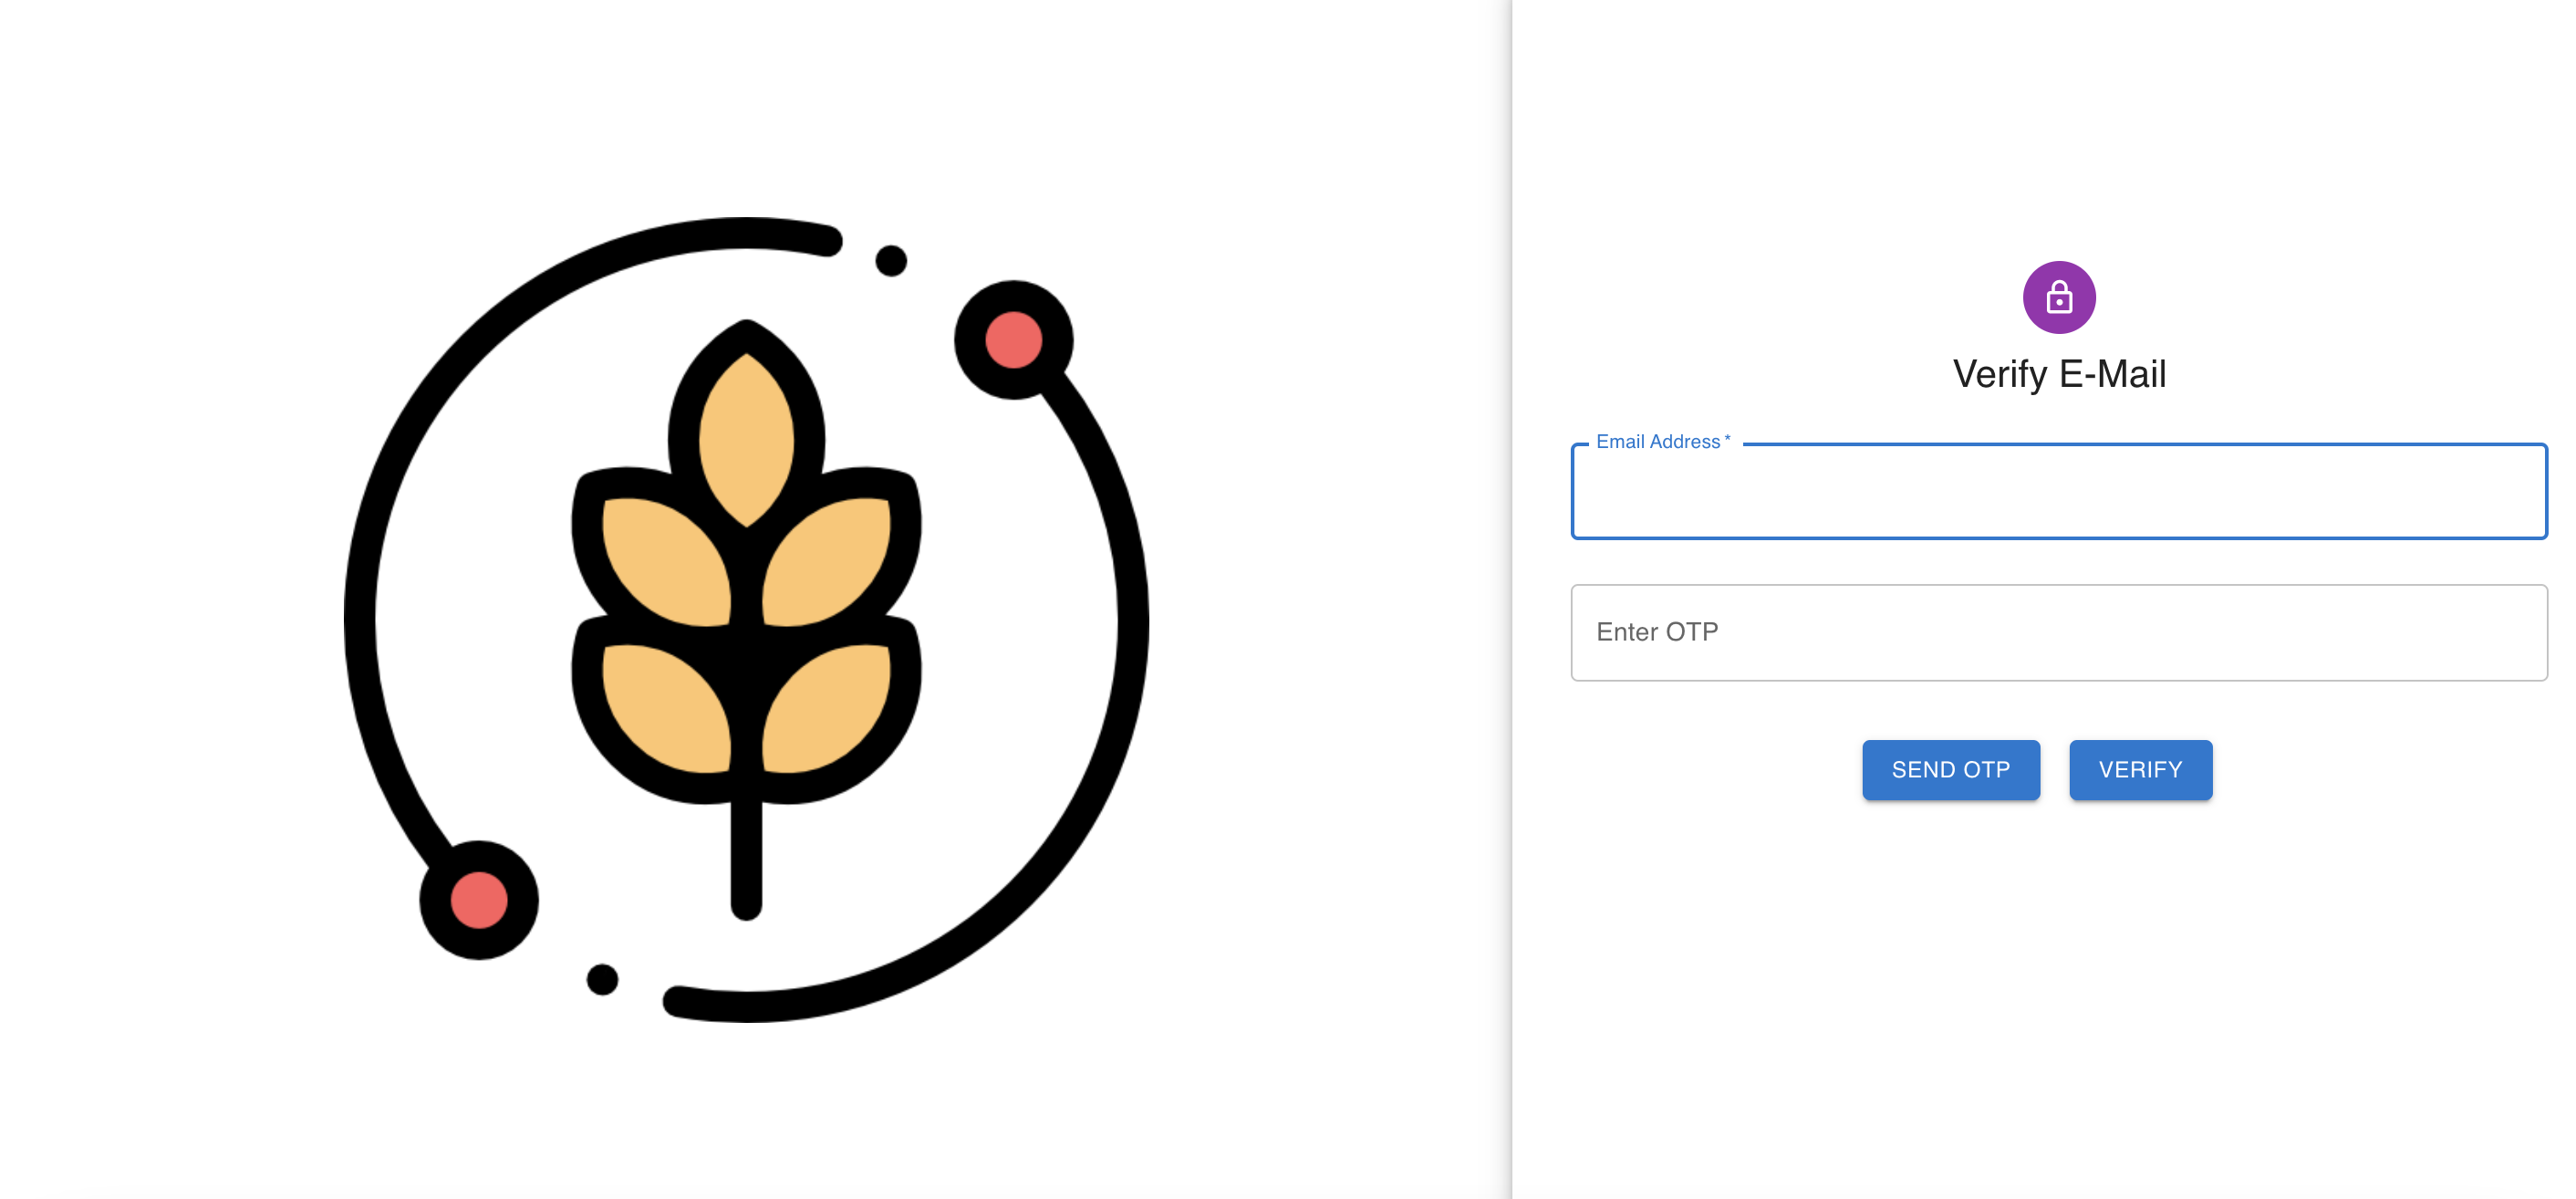 Verify E-Mail
Email Address *
Enter OTP
SEND OTP
VERIFY